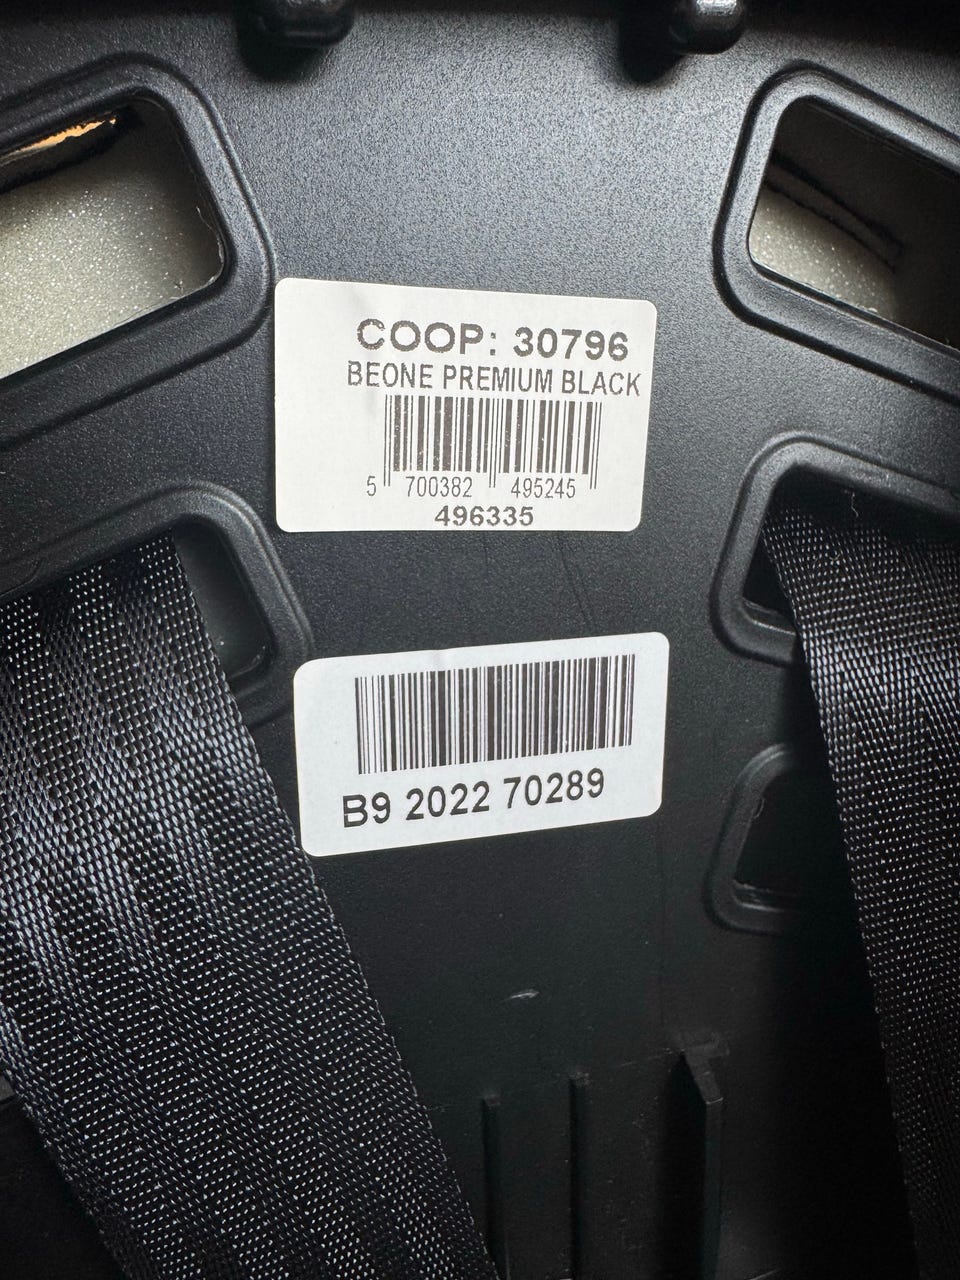 COOP: 30796
BEONE PREMIUM BLACK
5 700382 495245
496335
B9 2022 70289